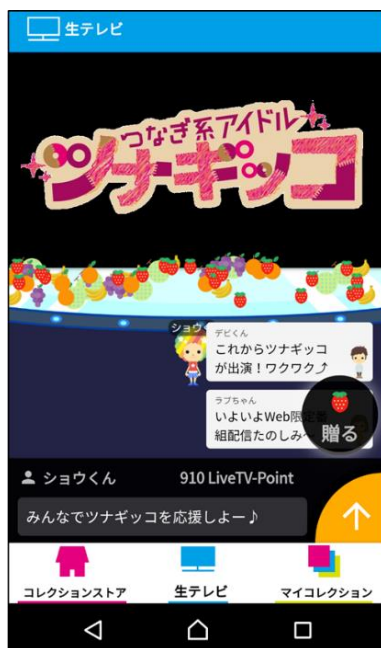 生テレビ
つなぎ系アイドル
ツナギッコ
ショウく
デビくん
これからツナギッコ
が出演！ワクワク⤴
ラブちゃん
いよいよWeb限定番
組配信たのしみ〜
贈る
ショウくん
910 LiveTV-Point
みんなでツナギッコを応援しよー♪
コレクションストア
生テレビ
マイコレクション